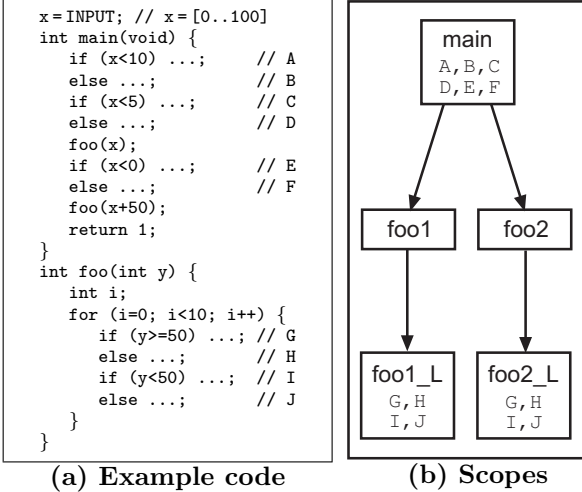 x = INPUT; // x = [0..100]
int main(void) {
if (x<10) ...; // A
else ...; // B
if (x<5) ...; // C
else ...; // D
foo(x);
if (x<0) ...; // E
else ...; // F
foo(x+50);
return 1;
}
int foo(int y) {
int i;
for (i=0; i<10; i++) {
if (y>=50) ...; // G
else ...; // H
if (y<50) ...; // I
else ...; // J
}
}
(a) Example code
main
A,B,C
D,E,F
foo1
foo2
foo1_L
G,H
I,J
foo2_L
G,H
I,J
(b) Scopes